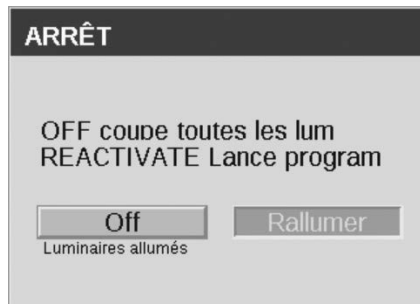 ARRÊT
OFF coupe toutes les lum
REACTIVATE Lance program
Off
Rallumer
Luminaires allumés